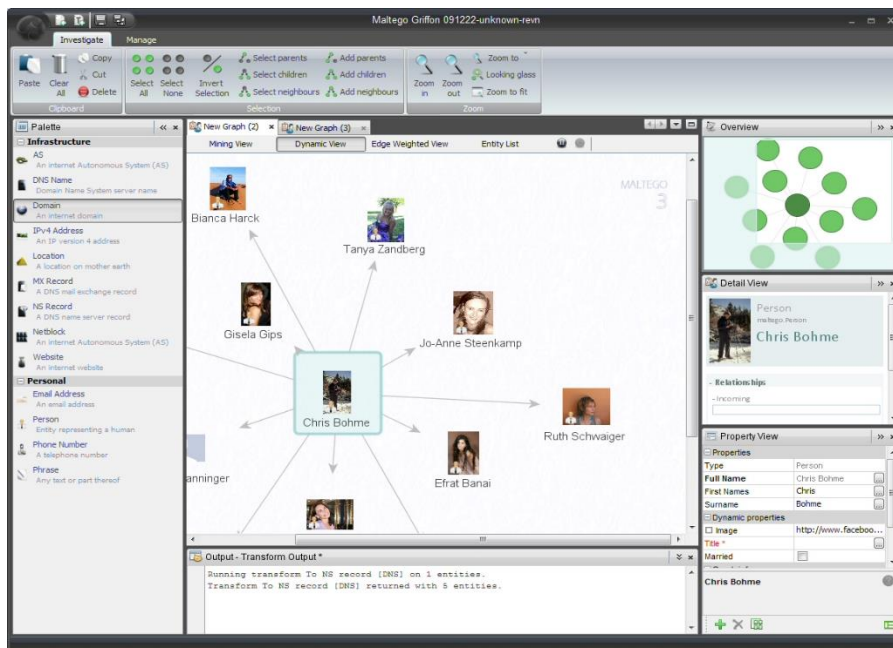 Maltego Griffon 091222-unknown-revn
Investigate Manage
Paste
Clear All
Copy
Cut
Delete
Clipboard
Select All
Select None
Invert Selection
Select parents
Select children
Select neighbours
Add parents
Add children
Add neighbours
Selection
Zoom in
Zoom out
Zoom to
Looking glass
Zoom to fit
Zoom
Palette
Infrastructure
AS
An internet Autonomous System (AS)
DNS Name
Domain Name System server name
Domain
An internet domain
IPv4 Address
An IP version 4 address
Location
A location on mother earth
MX Record
A DNS mail exchange record
NS Record
A DNS name server record
Netblock
An internet Autonomous System (AS)
Website
An internet website
Personal
Email Address
An email address
Person
Entity representing a human
Phone Number
A telephone number
Phrase
Any text or part thereof
New Graph (2) New Graph (3)
Mining View Dynamic View Edge Weighted View Entity List
MALTEGO
3
Bianca Harck
Tanya Zandberg
Gisela Gips
Jo-Anne Steenkamp
Chris Bohme
Ruth Schwaiger
anninger
Efrat Banai
Output - Transform Output *
Running transform To NS record [DNS] on 1 entities.
Transform To NS record [DNS] returned with 5 entities.
Overview
Detail View
Person
maltego.Person
Chris Bohme
- Relationships
- Incoming
Property View
Properties
Type Person
Full Name Chris Bohme
First Names Chris
Surname Bohme
Dynamic properties
Image http://www.faceboo...
Title *
Married
Chris Bohme